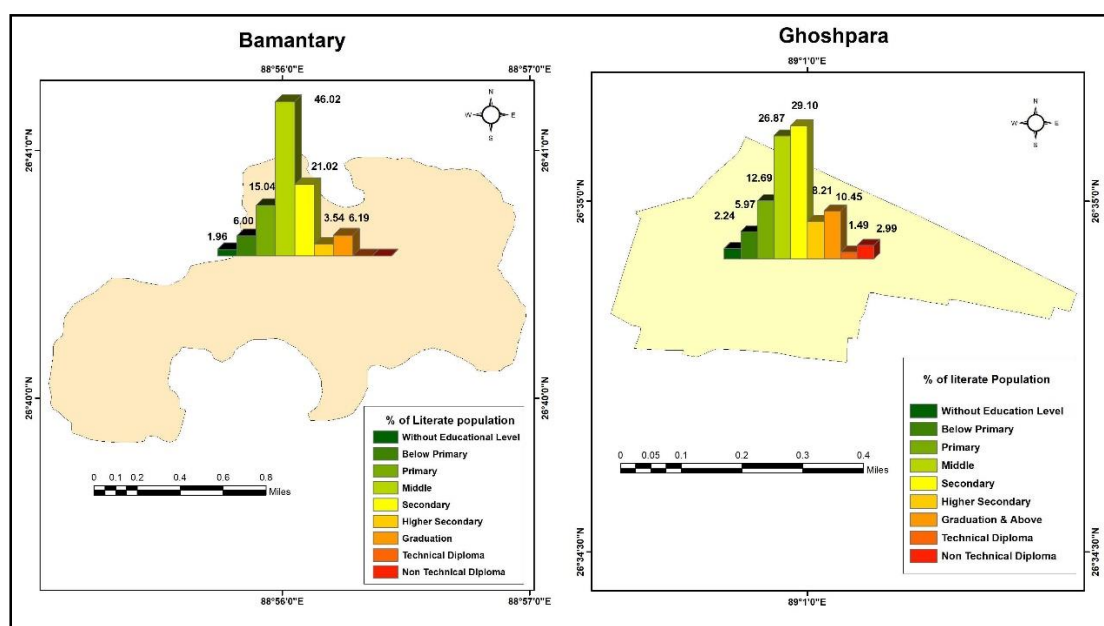 Bamantary
88°56'0"E
88°57'0"E
26°41'0"N
26°41'0"N
N
W
E
S
46.02
21.02
15.04
6.00
3.54
6.19
1.96
26°40'0"N
26°40'0"N
0 0.1 0.2 0.4 0.6 0.8
Miles
% of Literate population
Without Educational Level
Below Primary
Primary
Middle
Secondary
Higher Secondary
Graduation
Technical Diploma
Non Technical Diploma
88°56'0"E
88°57'0"E
Ghoshpara
89°1'0"E
N
W
E
S
29.10
26.87
12.69
8.21
10.45
5.97
2.24
1.49
2.99
26°35'0"N
26°35'0"N
% of literate Population
Without Education Level
Below Primary
Primary
Middle
Secondary
Higher Secondary
Graduation & Above
Technical Diploma
Non Technical Diploma
0 0.05 0.1 0.2 0.3 0.4
Miles
26°34'30"N
26°34'30"N
89°1'0"E